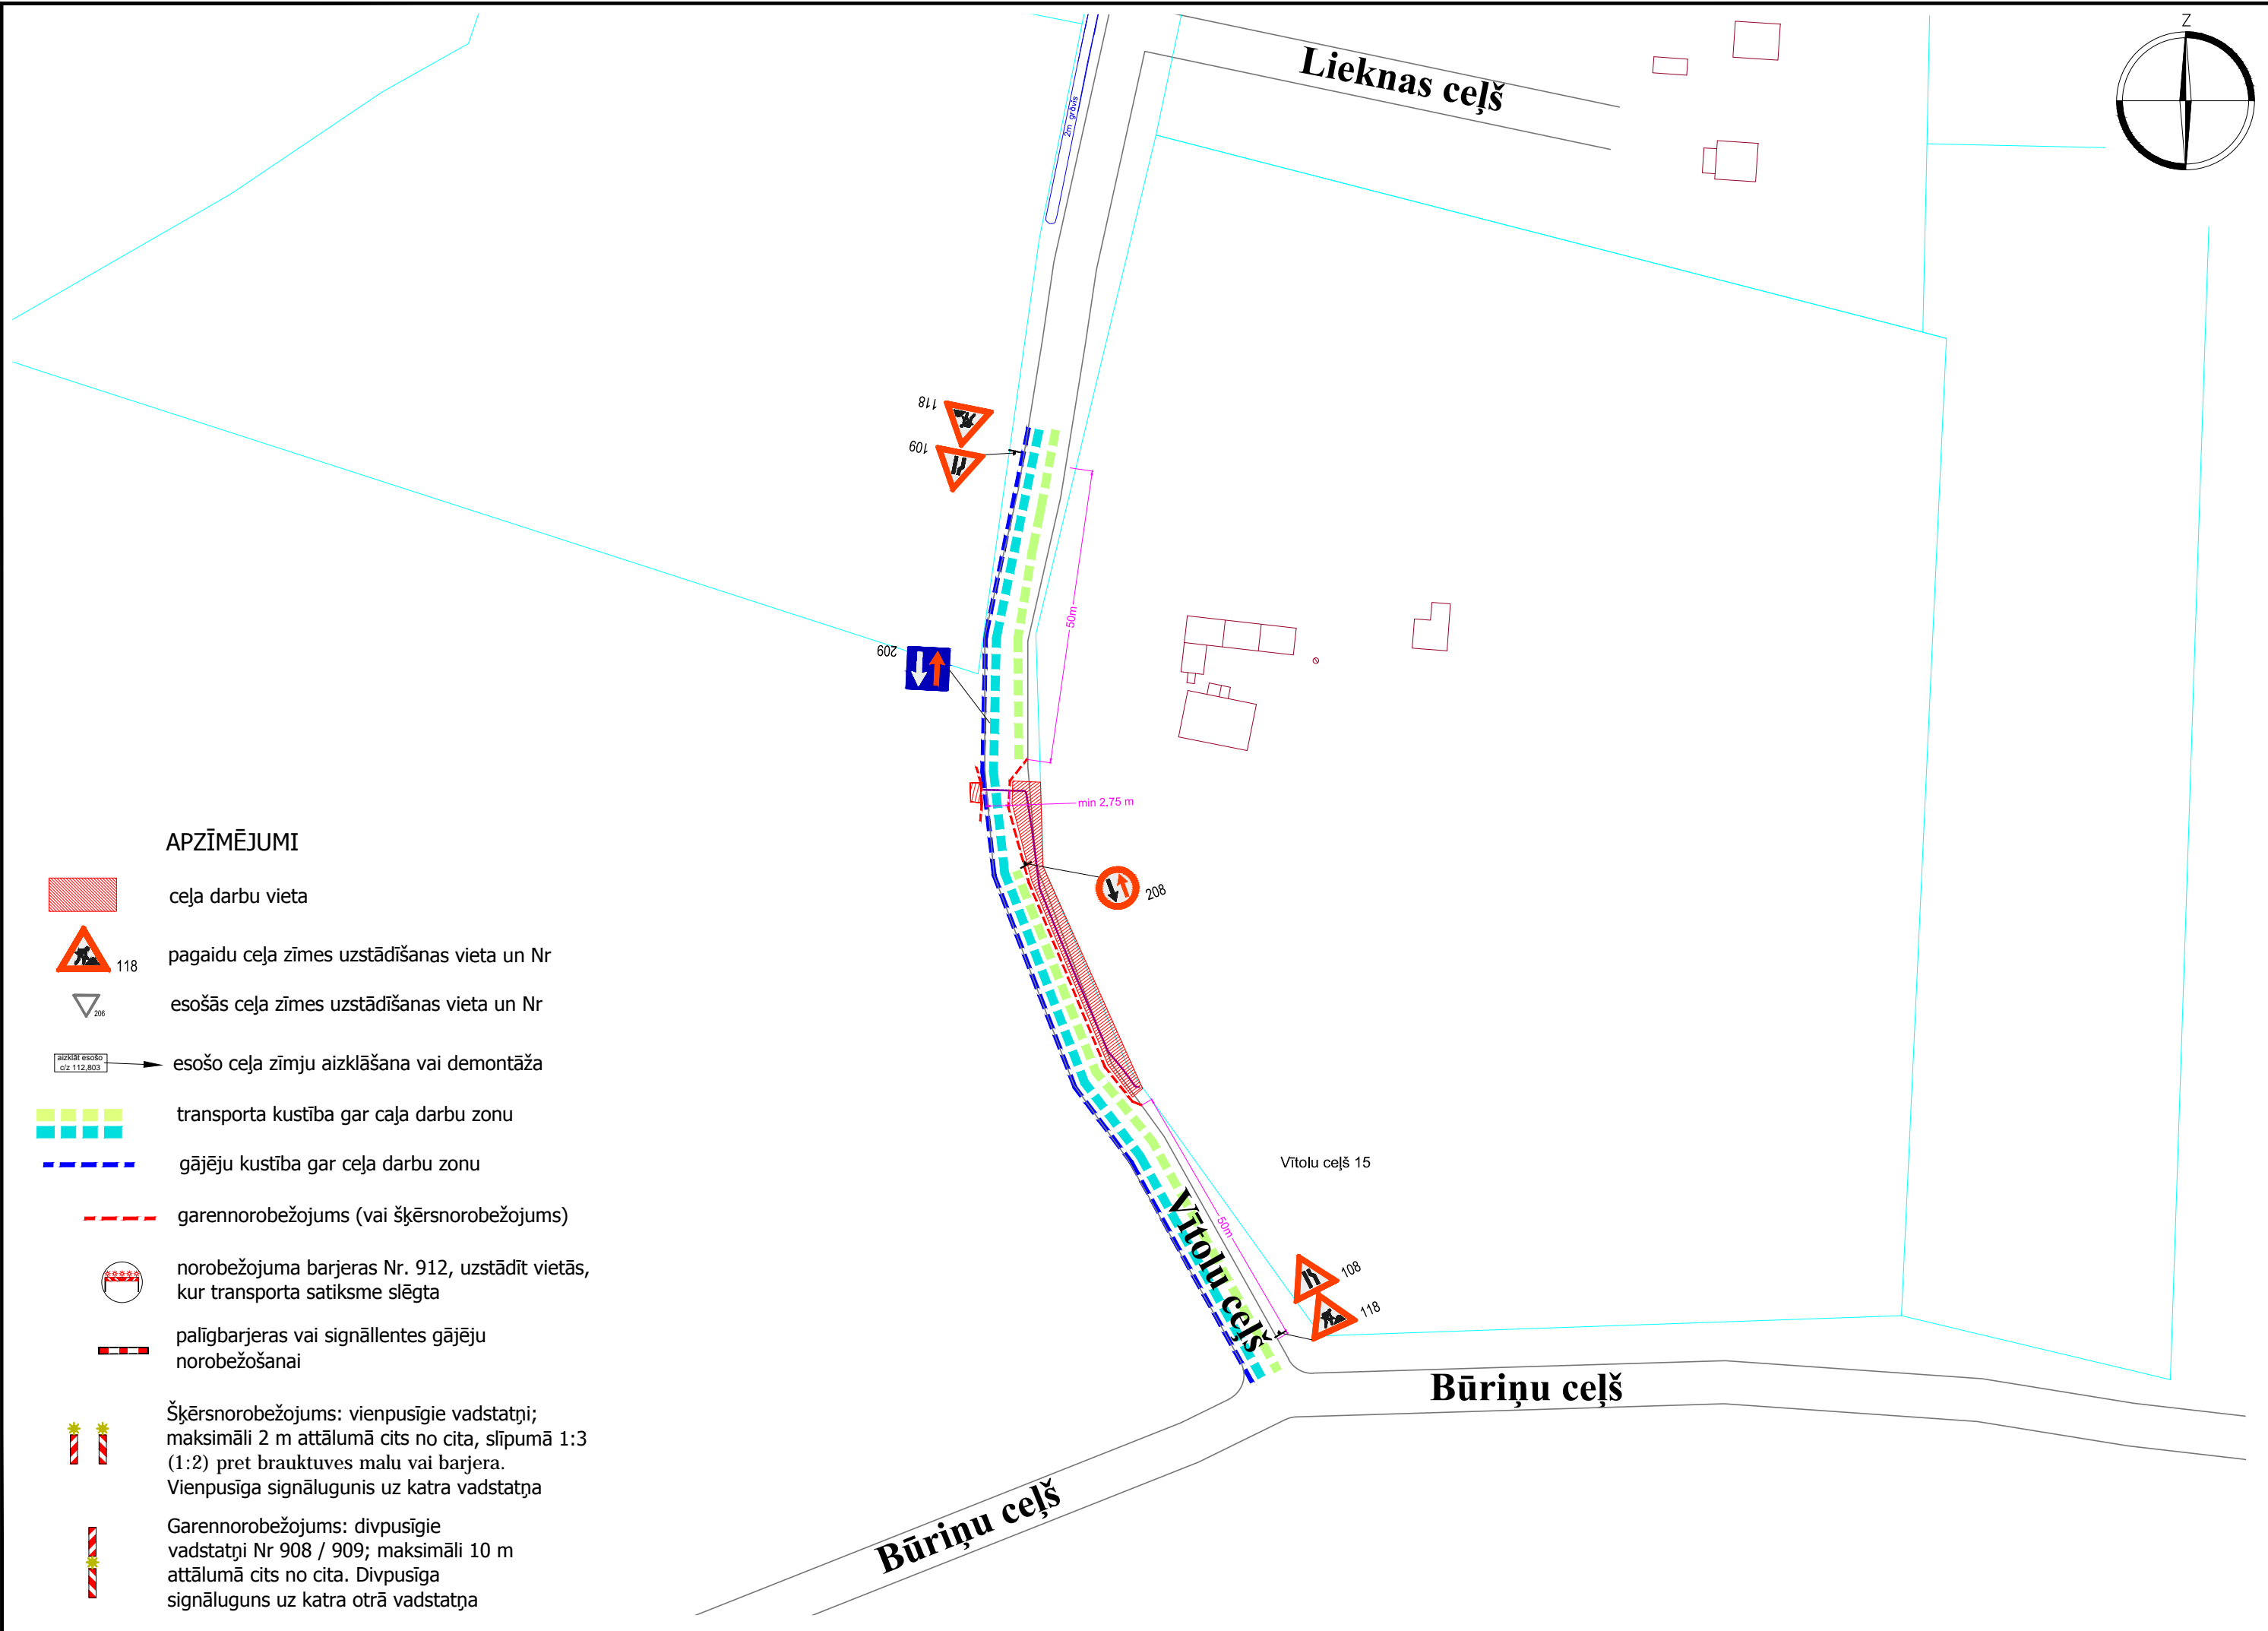 Z
Lieknas ceļš
2m grāvis
118
109
50m
209
min 2,75 m
208
APZĪMĒJUMI
ceļa darbu vieta
118
pagaidu ceļa zīmes uzstādīšanas vieta un Nr
206
esošās ceļa zīmes uzstādīšanas vieta un Nr
aizklāt esošo
c/z 112,803
esošo ceļa zīmju aizklāšana vai demontāža
transporta kustība gar caļa darbu zonu
gājēju kustība gar ceļa darbu zonu
garennorobežojums (vai šķērsnorobežojums)
norobežojuma barjeras Nr. 912, uzstādīt vietās,
kur transporta satiksme slēgta
palīgbarjeras vai signāllentes gājēju
norobežošanai
Šķērsnorobežojums: vienpusīgie vadstatņi;
maksimāli 2 m attālumā cits no cita, slīpumā 1:3
(1:2) pret brauktuves malu vai barjera.
Vienpusīga signālugunis uz katra vadstatņa
Garennorobežojums: divpusīgie
vadstatņi Nr 908 / 909; maksimāli 10 m
attālumā cits no cita. Divpusīga
signāluguns uz katra otrā vadstatņa
Vītolu ceļš 15
50m
Vītolu ceļš
108
118
Būriņu ceļš
Būriņu ceļš